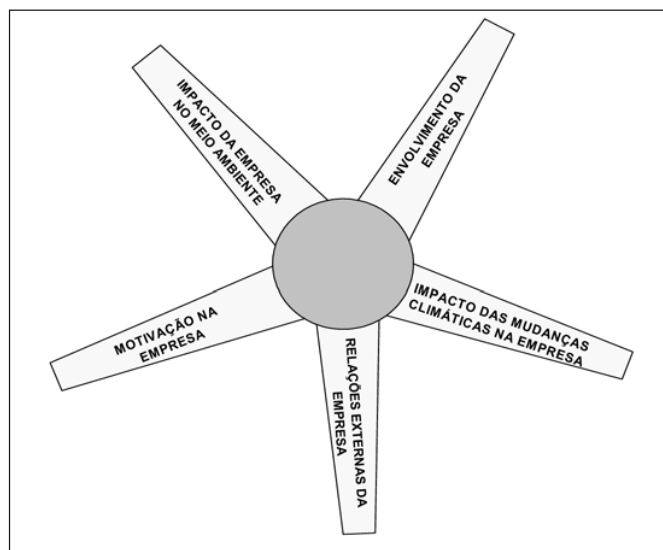 IMPACTO DA EMPRESA
NO MEIO AMBIENTE
ENVOLVIMENTO DA
EMPRESA
IMPACTO DAS MUDANÇAS
CLIMÁTICAS NA EMPRESA
RELAÇÕES EXTERNAS DA
EMPRESA
MOTIVAÇÃO NA
EMPRESA